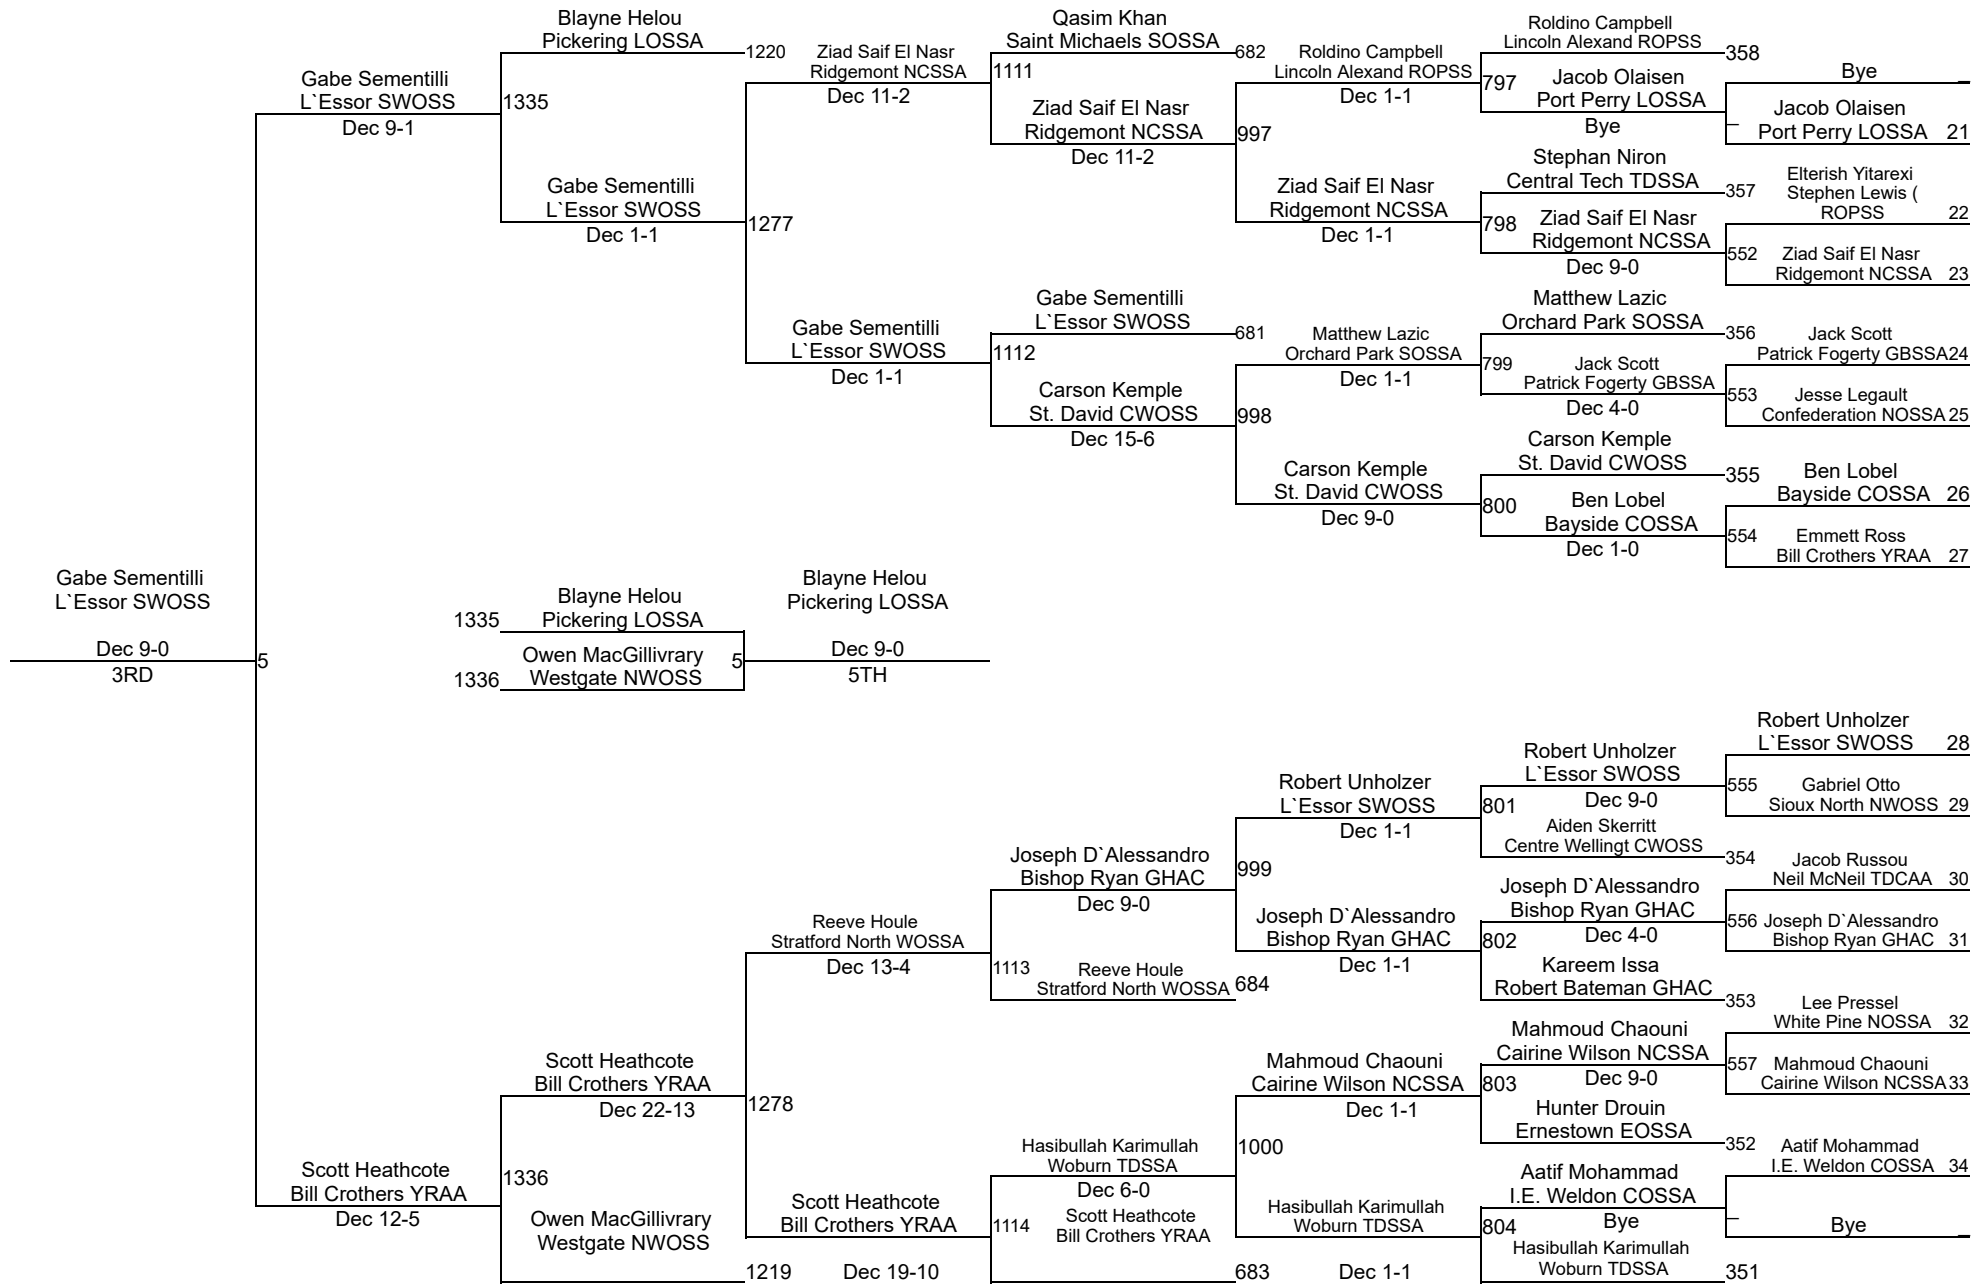 Gabe Sementilli
L`Essor SWOSS
Dec 9-0
3RD
5
Gabe Sementilli
L`Essor SWOSS
Dec 9-1
Scott Heathcote
Bill Crothers YRAA
Dec 12-5
Blayne Helou
Pickering LOSSA
1220
1335
Gabe Sementilli
L`Essor SWOSS
Dec 1-1
1335
Blayne Helou
Pickering LOSSA
Owen MacGillivrary
Westgate NWOSS
1336
5
Blayne Helou
Pickering LOSSA
Dec 9-0
5TH
Scott Heathcote
Bill Crothers YRAA
Dec 22-13
1336
Owen MacGillivrary
Westgate NWOSS
1219
Ziad Saif El Nasr
Ridgemont NCSSA
Dec 11-2
1277
Gabe Sementilli
L`Essor SWOSS
Dec 1-1
Reeve Houle
Stratford North WOSSA
Dec 13-4
1278
Scott Heathcote
Bill Crothers YRAA
Dec 19-10
Qasim Khan
Saint Michaels SOSSA
682
1111
Ziad Saif El Nasr
Ridgemont NCSSA
Dec 11-2
Gabe Sementilli
L`Essor SWOSS
681
1112
Carson Kemple
St. David CWOSS
Dec 15-6
Joseph D`Alessandro
Bishop Ryan GHAC
Dec 9-0
1113
Reeve Houle
Stratford North WOSSA
684
Hasibullah Karimullah
Woburn TDSSA
Dec 6-0
1114
Scott Heathcote
Bill Crothers YRAA
683
Roldino Campbell
Lincoln Alexand ROPSS
Dec 1-1
997
Ziad Saif El Nasr
Ridgemont NCSSA
Dec 1-1
Matthew Lazic
Orchard Park SOSSA
Dec 1-1
998
Carson Kemple
St. David CWOSS
Dec 9-0
Robert Unholzer
L`Essor SWOSS
Dec 1-1
999
Joseph D`Alessandro
Bishop Ryan GHAC
Dec 1-1
Mahmoud Chaouni
Cairine Wilson NCSSA
Dec 1-1
1000
Hasibullah Karimullah
Woburn TDSSA
Dec 1-1
Roldino Campbell
Lincoln Alexand ROPSS
358
797
Jacob Olaisen
Port Perry LOSSA
Bye
Stephan Niron
Central Tech TDSSA
357
798
Ziad Saif El Nasr
Ridgemont NCSSA
Dec 9-0
Matthew Lazic
Orchard Park SOSSA
356
799
Jack Scott
Patrick Fogerty GBSSA
Dec 4-0
Carson Kemple
St. David CWOSS
355
800
Ben Lobel
Bayside COSSA
Dec 1-0
Robert Unholzer
L`Essor SWOSS
Dec 9-0
801
Aiden Skerritt
Centre Wellingt CWOSS
354
Joseph D`Alessandro
Bishop Ryan GHAC
Dec 4-0
802
Kareem Issa
Robert Bateman GHAC
353
Mahmoud Chaouni
Cairine Wilson NCSSA
Dec 9-0
803
Hunter Drouin
Ernestown EOSSA
352
Aatif Mohammad
I.E. Weldon COSSA
Bye
804
Hasibullah Karimullah
Woburn TDSSA
351
Bye _
_
Jacob Olaisen
Port Perry LOSSA 21
Elterish Yitarexi
Stephen Lewis (
ROPSS 22
552
Ziad Saif El Nasr
Ridgemont NCSSA 23
Jack Scott
Patrick Fogerty GBSSA 24
553
Jesse Legault
Confederation NOSSA 25
Ben Lobel
Bayside COSSA 26
554
Emmett Ross
Bill Crothers YRAA 27
Robert Unholzer
L`Essor SWOSS 28
555
Gabriel Otto
Sioux North NWOSS 29
Jacob Russou
Neil McNeil TDCAA 30
556
Joseph D`Alessandro
Bishop Ryan GHAC 31
Lee Pressel
White Pine NOSSA 32
557
Mahmoud Chaouni
Cairine Wilson NCSSA 33
Aatif Mohammad
I.E. Weldon COSSA 34
_
Bye _